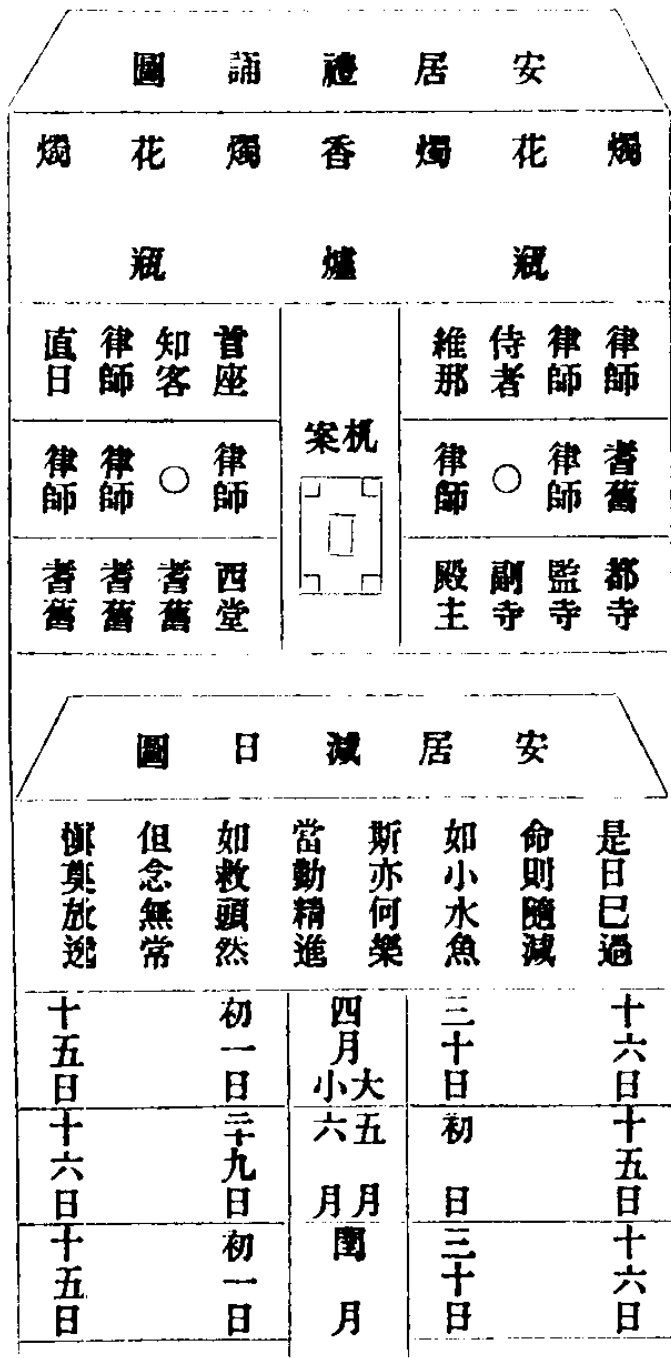 安居禮誦圖
燭
花瓶
燭
香爐
燭
花瓶
燭
律師
律師
侍者
維那
首座
知客
律師
直日
机案
耆舊
律師
○
律師
律師
○
律師
律師
都寺
監寺
副寺
殿主
西堂
耆舊
耆舊
耆舊
安居減日圖
是日巳過
命則隨減
如小水魚
斯亦何樂
當勤精進
如救頭然
但念無常
愼莫放逸
十六日
三十日
四月大小
初一日
十五日
十五日
初日
五月
六月
二十九日
十六日
十六日
三十日
閏月
初一日
十五日